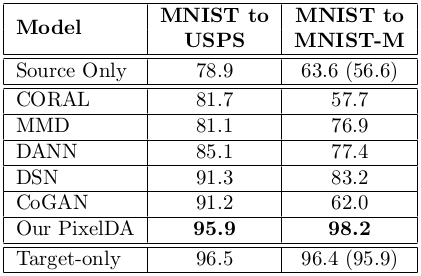 Model MNIST to USPS MNIST to MNIST-M
Source Only 78.9 63.6 (56.6)
CORAL 81.7 57.7
MMD 81.1 76.9
DANN 85.1 77.4
DSN 91.3 83.2
CoGAN 91.2 62.0
Our PixelDA 95.9 98.2
Target-only 96.5 96.4 (95.9)